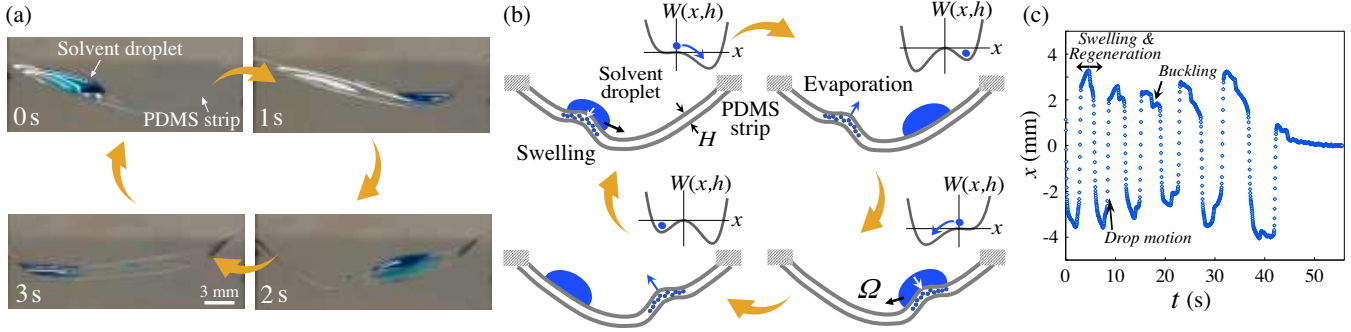 (a)
Solvent droplet
0 s
PDMS strip
1 s
3 s
3 mm
2 s
(b)
W(x,h)
x
Solvent
droplet
H
PDMS
strip
Swelling
W(x,h)
x
Evaporation
W(x,h)
x
W(x,h)
x
Ω
(c)
Swelling &
Regeneration
Buckling
Drop motion
x (mm)
4
2
0
-2
-4
0
10
20
30
40
50
t (s)